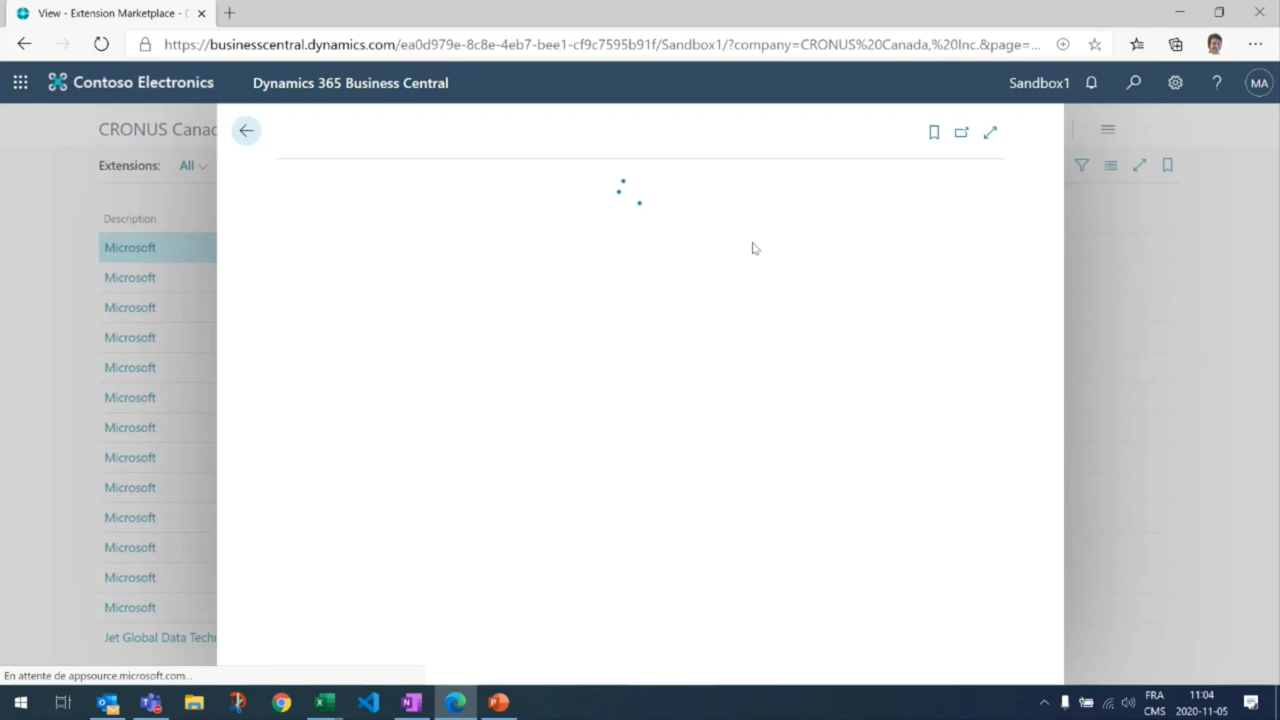 View - Extension Marketplace -
https://businesscentral.dynamics.com/ea0d979e-8c8e-4eb7-bee1-cf9c7595b91f/Sandbox1/?company=CRONUS%20Canada,%20Inc.&page=...
Contoso Electronics
Dynamics 365 Business Central
Sandbox1
?
MA
CRONUS Canac
Extensions: All
Description
Microsoft
Microsoft
Microsoft
Microsoft
Microsoft
Microsoft
Microsoft
Microsoft
Microsoft
Microsoft
Microsoft
Microsoft
Microsoft
Jet Global Data Techr
En attente de appsource.microsoft.com...
FRA
CMS
11:04
2020-11-05